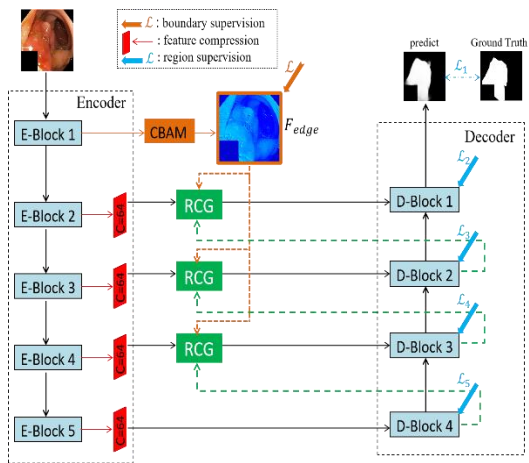 ℒ : boundary supervision
: feature compression
ℒ : region supervision
predict
Ground Truth
ℒ₁
Encoder
ℒ
F_edge
Decoder
E-Block 1
CBAM
ℒ₂
E-Block 2
C=64
RCG
D-Block 1
ℒ₃
E-Block 3
C=64
RCG
D-Block 2
ℒ₄
E-Block 4
C=64
RCG
D-Block 3
ℒ₅
E-Block 5
C=64
D-Block 4